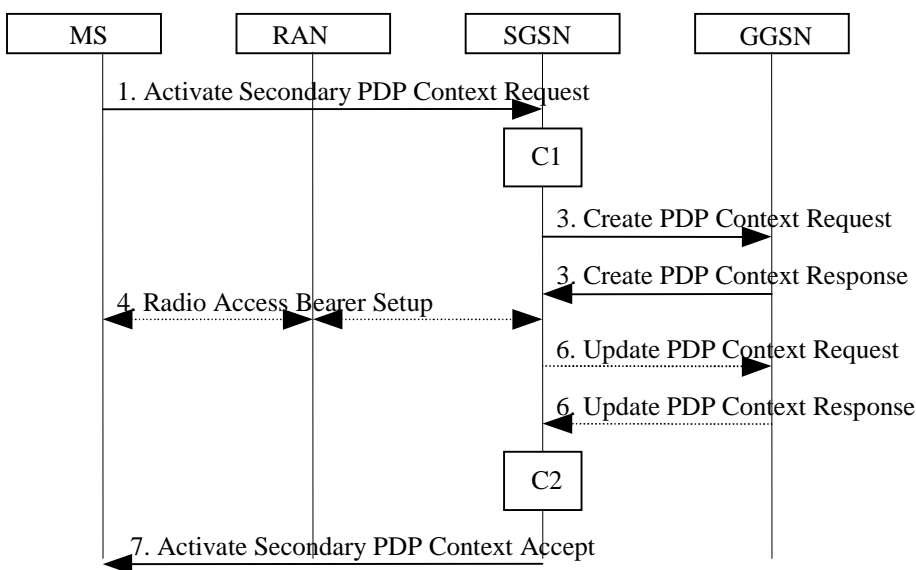 MS RAN SGSN GGSN
1. Activate Secondary PDP Context Request
C1
3. Create PDP Context Request
3. Create PDP Context Response
4. Radio Access Bearer Setup
6. Update PDP Context Request
6. Update PDP Context Response
C2
7. Activate Secondary PDP Context Accept